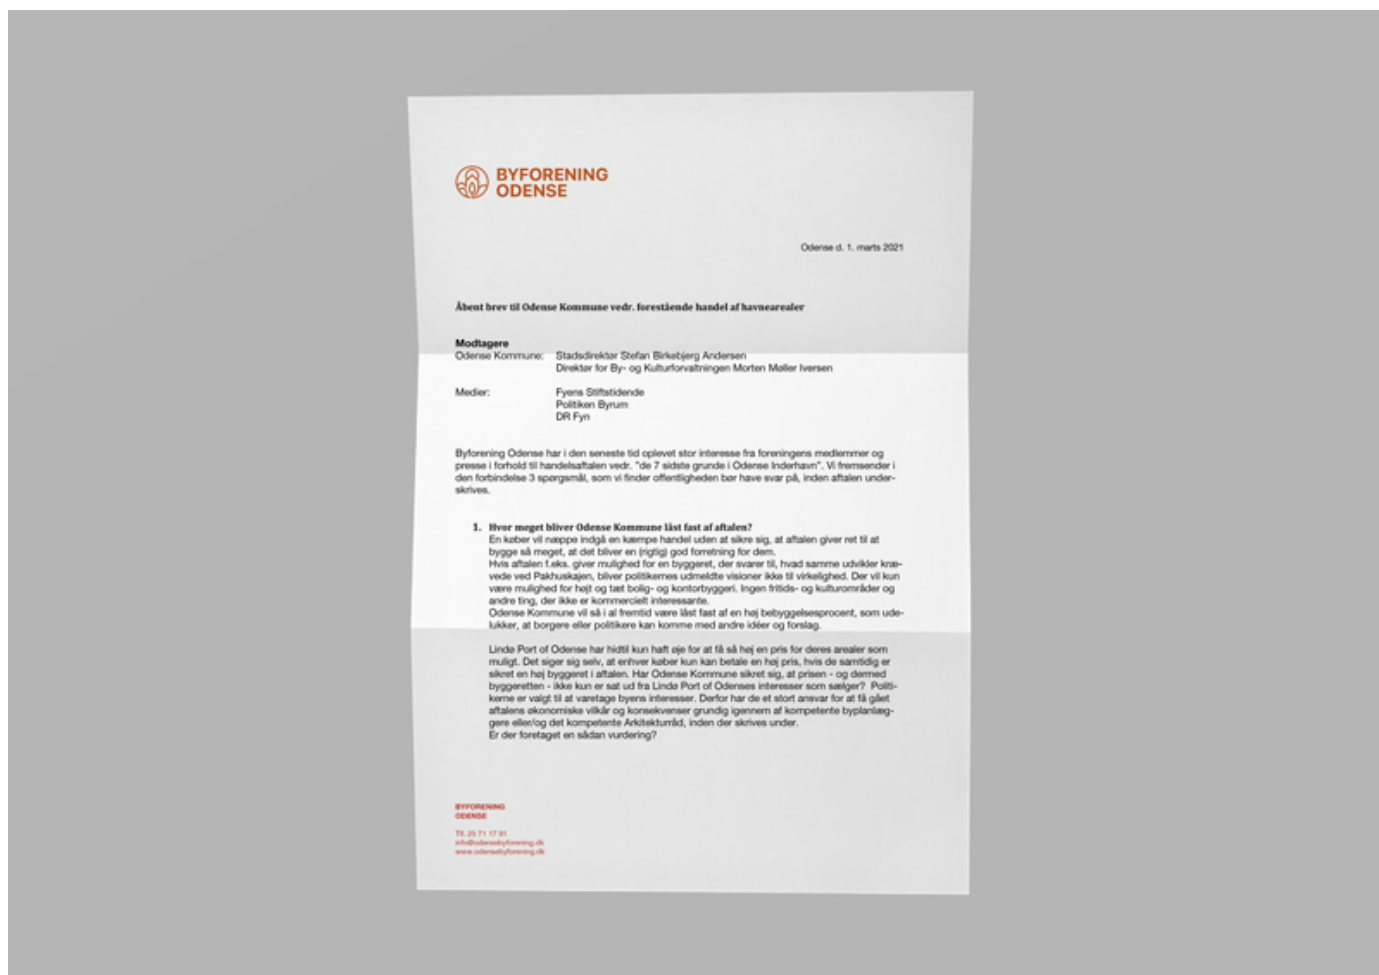 BYFORENING
ODENSE
Odense d. 1. marts 2021
Åbent brev til Odense Kommune vedr. forestående handel af havnearealer
Modtagere
Odense Kommune: Stadsdirektør Stefan Birkebjerg Andersen
Direktør for By- og Kulturforvaltningen Morten Møller Iversen
Medier: Fyens Stiftstidende
Politiken Byrum
DR Fyn
Byforening Odense har i den seneste tid oplevet stor interesse fra foreningens medlemmer og
presse i forhold til handelsaftalen vedr. "de 7 sidste grunde i Odense Inderhavn". Vi fremsender i
den forbindelse 3 spørgsmål, som vi finder offentligheden bør have svar på, inden aftalen under-
skrives.
1. Hvor meget bliver Odense Kommune låst fast af aftalen?
En køber vil næppe indgå en kæmpe handel uden at sikre sig, at aftalen giver ret til at
bygge så meget, at det bliver en (rigtig) god forretning for dem.
Hvis aftalen f.eks. giver mulighed for en byggeret, der svarer til, hvad samme udvikler kræ-
vede ved Pakhuskajen, bliver politikernes udmeldte visioner ikke til virkelighed. Der vil kun
være mulighed for højt og tæt bolig- og kontorbyggeri. Ingen fritids- og kulturområder og
andre ting, der ikke er kommercielt interessante.
Odense Kommune vil så i al fremtid være låst fast af en høj bebyggelsesprocent, som ude-
lukker, at borgere eller politikere kan komme med andre idéer og forslag.
Lindø Port of Odense har hidtil kun haft øje for at få så høj en pris for deres arealer som
muligt. Det siger sig selv, at enhver køber kun kan betale en høj pris, hvis de samtidig er
sikret en høj byggeret i aftalen. Har Odense Kommune sikret sig, at prisen - og dermed
byggeretten - ikke kun er sat ud fra Lindø Port of Odenses interesser som sælger? Politi-
kerne er valgt til at varetage byens interesser. Derfor har de et stort ansvar for at få gået
aftalens økonomiske vilkår og konsekvenser grundig igennem af kompetente byplanlæg-
gere eller/og det kompetente Arkitekturråd, inden der skrives under.
Er der foretaget en sådan vurdering?
BYFORENING
ODENSE
Tlf. 25 71 17 91
info@odensebyforening.dk
www.odensebyforening.dk